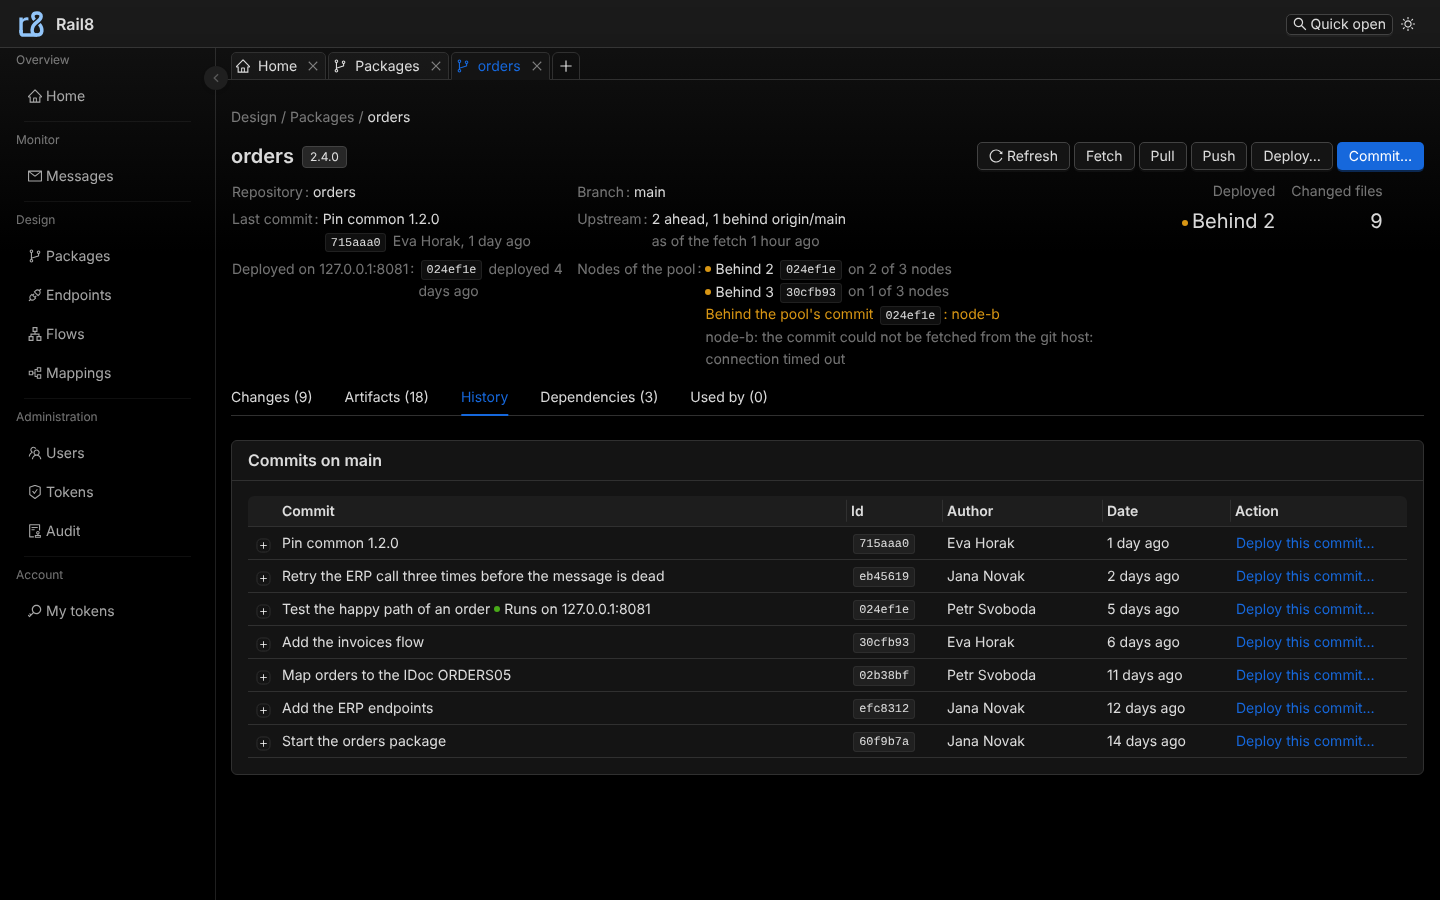 Rail8
Quick open
Overview
Home
Monitor
Messages
Design
Packages
Endpoints
Flows
Mappings
Administration
Users
Tokens
Audit
Account
My tokens
Home
Packages
orders
Design / Packages / orders
orders 2.4.0
Refresh
Fetch
Pull
Push
Deploy...
Commit...
Repository: orders
Branch: main
Deployed
Behind 2
Changed files
9
Last commit: Pin common 1.2.0
715aaa0 Eva Horak, 1 day ago
Upstream: 2 ahead, 1 behind origin/main
as of the fetch 1 hour ago
Deployed on 127.0.0.1:8081: 024ef1e deployed 4
days ago
Nodes of the pool: Behind 2 024ef1e on 2 of 3 nodes
Behind 3 30cfb93 on 1 of 3 nodes
Behind the pool's commit 024ef1e : node-b
node-b: the commit could not be fetched from the git host:
connection timed out
Changes (9) Artifacts (18) History Dependencies (3) Used by (0)
Commits on main
Commit Id Author Date Action
Pin common 1.2.0 715aaa0 Eva Horak 1 day ago Deploy this commit...
Retry the ERP call three times before the message is dead eb45619 Jana Novak 2 days ago Deploy this commit...
Test the happy path of an order Runs on 127.0.0.1:8081 024ef1e Petr Svoboda 5 days ago Deploy this commit...
Add the invoices flow 30cfb93 Eva Horak 6 days ago Deploy this commit...
Map orders to the IDoc ORDERS05 02b38bf Petr Svoboda 11 days ago Deploy this commit...
Add the ERP endpoints efc8312 Jana Novak 12 days ago Deploy this commit...
Start the orders package 60f9b7a Jana Novak 14 days ago Deploy this commit...